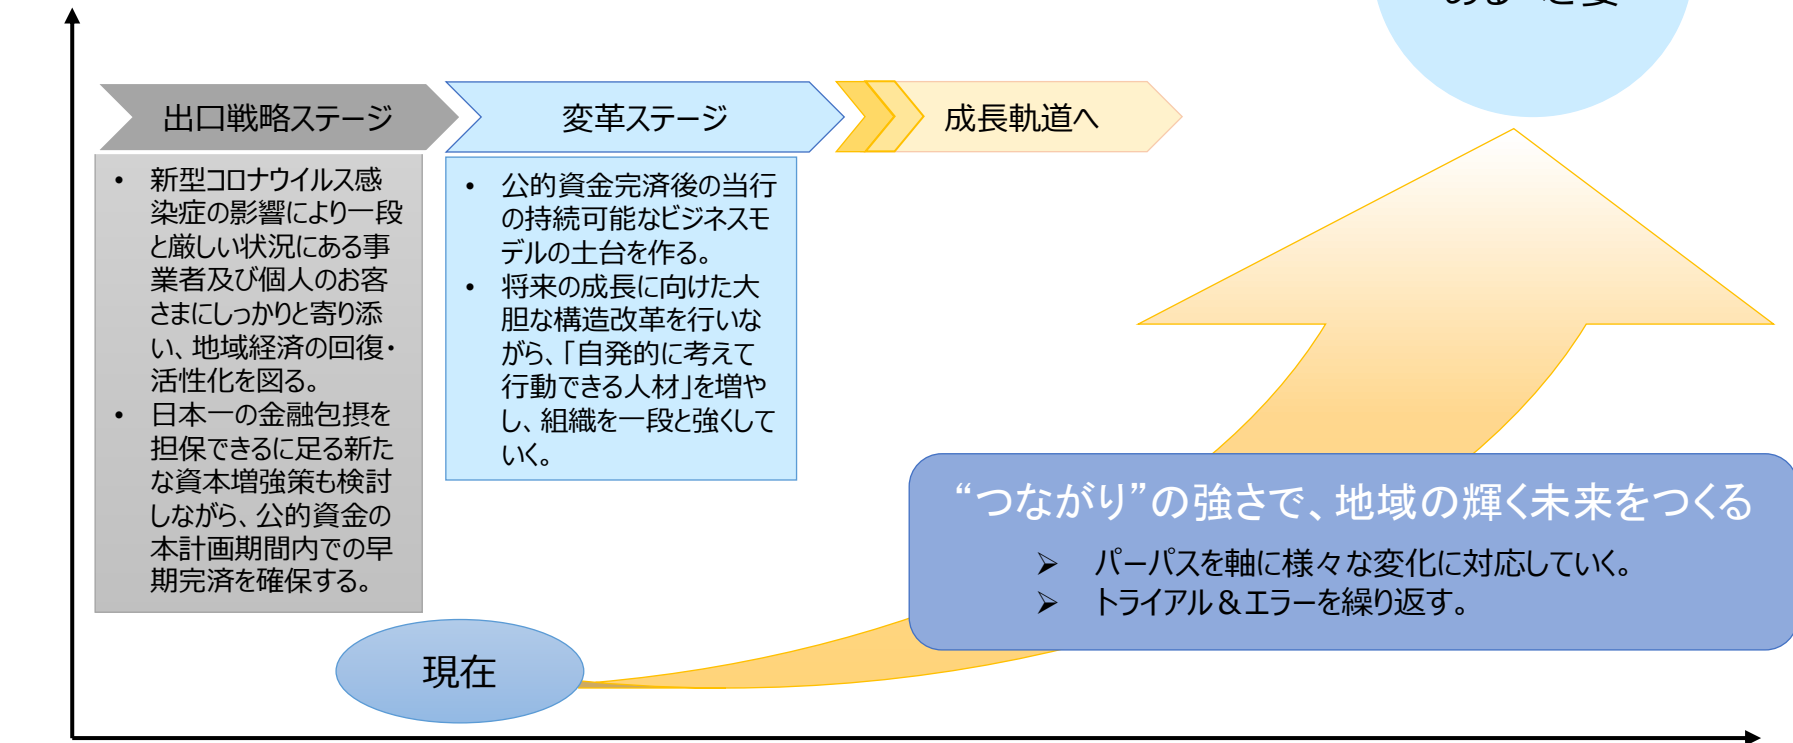 出口戦略ステージ
変革ステージ
成長軌道へ
• 新型コロナウイルス感
染症の影響により一段
と厳しい状況にある事
業者及び個人のお客
さまにしっかりと寄り添
い、地域経済の回復・
活性化を図る。
• 日本一の金融包摂を
担保できるに足る新た
な資本増強策も検討
しながら、公的資金の
本計画期間内での早
期完済を確保する。
• 公的資金完済後の当行
の持続可能なビジネスモ
デルの土台を作る。
• 将来の成長に向けた大
胆な構造改革を行いな
がら、「自発的に考えて
行動できる人材」を増や
し、組織を一段と強くして
いく。
“つながり”の強さで、地域の輝く未来をつくる
➢ パーパスを軸に様々な変化に対応していく。
➢ トライアル＆エラーを繰り返す。
現在